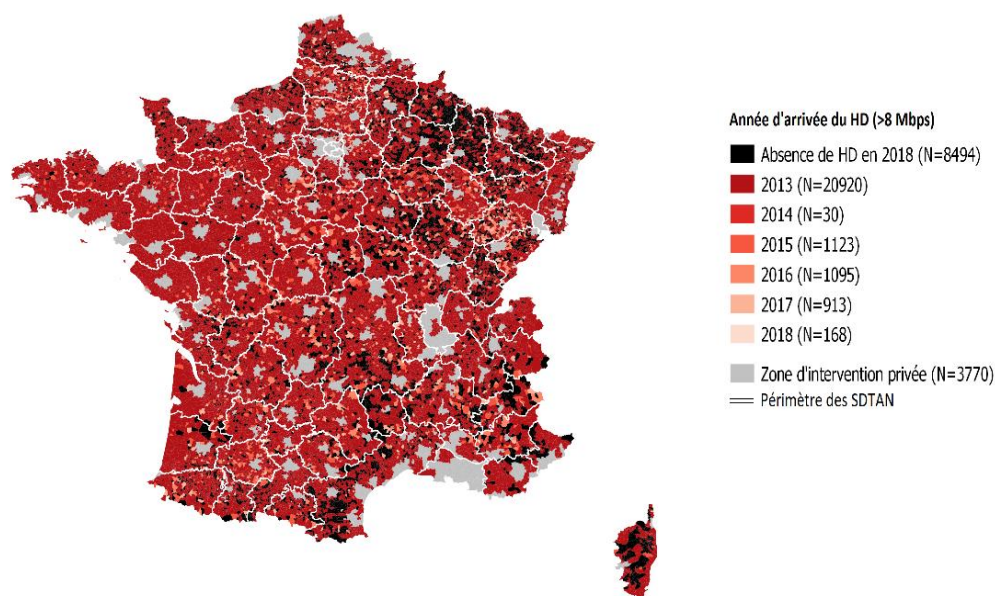 Année d'arrivée du HD (>8 Mbps)
Absence de HD en 2018 (N=8494)
2013 (N=20920)
2014 (N=30)
2015 (N=1123)
2016 (N=1095)
2017 (N=913)
2018 (N=168)
Zone d'intervention privée (N=3770)
Périmètre des SDTAN